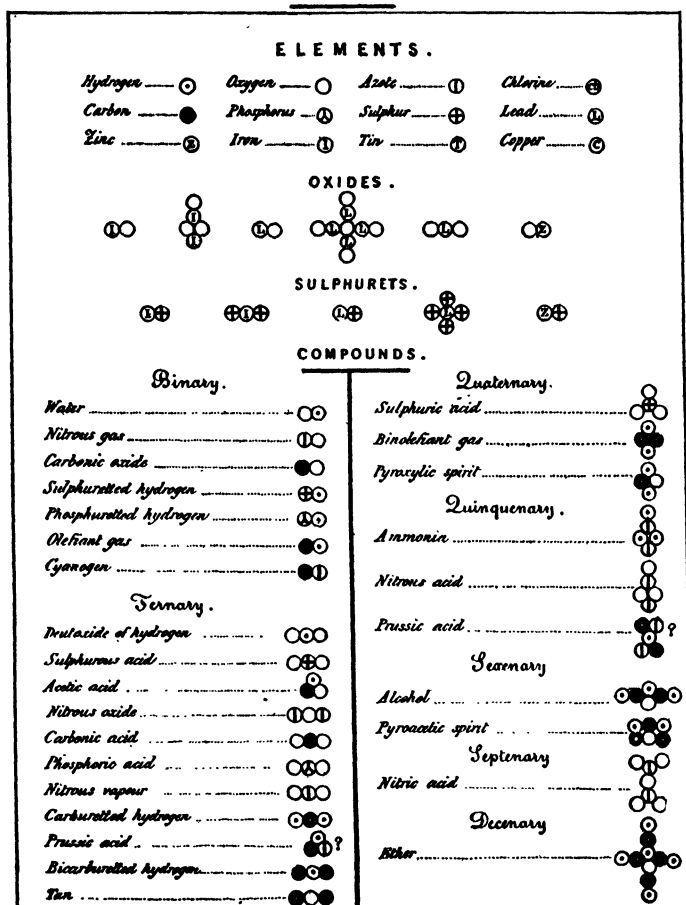 ELEMENTS.
Hydrogen Oxygen Azote Chlorine
Carbon Phosphorus Sulphur Lead
Zinc Iron Tin Copper
OXIDES.
SULPHURETS.
COMPOUNDS.
Binary.
Water
Nitrous gas
Carbonic oxide
Sulphuretted hydrogen
Phosphuretted hydrogen
Olefiant gas
Cyanogen
Ternary.
Deutoxide of hydrogen
Sulphurous acid
Acetic acid
Nitrous oxide
Carbonic acid
Phosphoric acid
Nitrous vapour
Carburetted hydrogen
Prussic acid ?
Bicarburetted hydrogen
Tan
Quaternary.
Sulphuric acid
Binolefiant gas
Pyroxylic spirit
Quinquenary.
Ammonia
Nitrous acid
Prussic acid ?
Sexenary
Alcohol
Pyroacetic spirit
Septenary
Nitric acid
Decenary
Ether